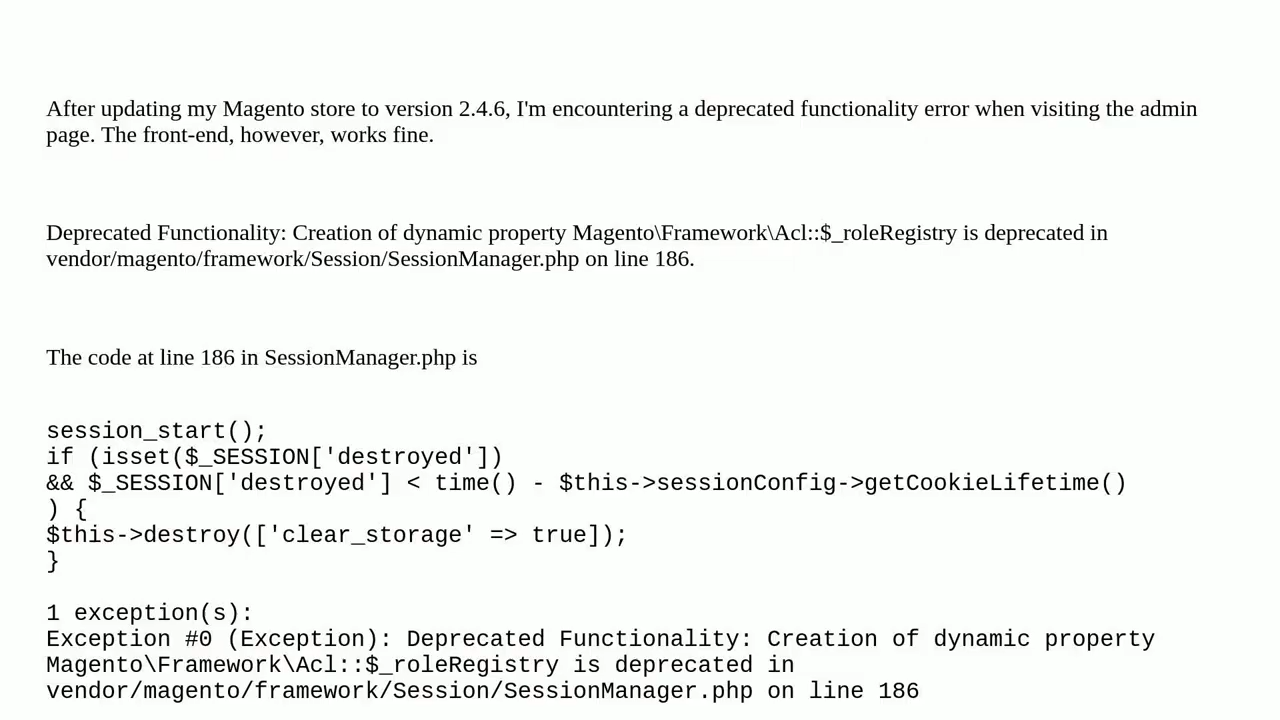 After updating my Magento store to version 2.4.6, I'm encountering a deprecated functionality error when visiting the admin
page. The front-end, however, works fine.
Deprecated Functionality: Creation of dynamic property Magento\Framework\Acl::$_roleRegistry is deprecated in
vendor/magento/framework/Session/SessionManager.php on line 186.
The code at line 186 in SessionManager.php is
session_start();
if (isset($_SESSION['destroyed'])
&& $_SESSION['destroyed'] < time() - $this->sessionConfig->getCookieLifetime()
) {
$this->destroy(['clear_storage' => true]);
}
1 exception(s):
Exception #0 (Exception): Deprecated Functionality: Creation of dynamic property
Magento\Framework\Acl::$_roleRegistry is deprecated in
vendor/magento/framework/Session/SessionManager.php on line 186